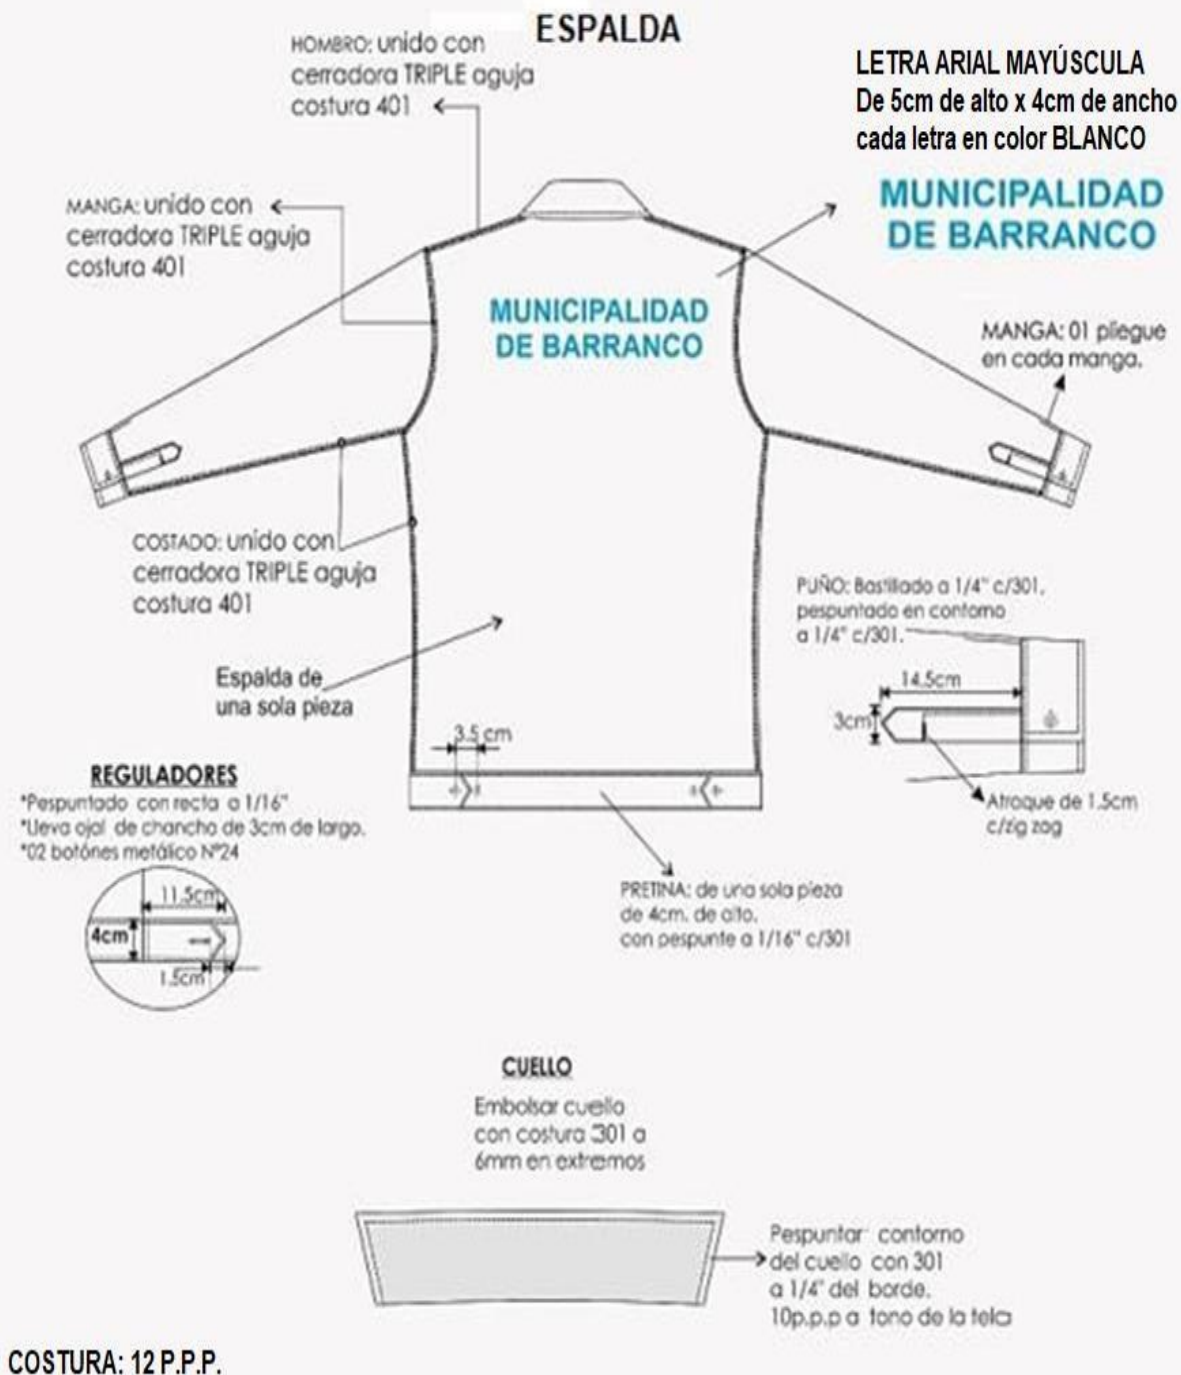 ESPALDA
HOMBRO: unido con
cerradora TRIPLE aguja
costura 401
LETRA ARIAL MAYÚSCULA
De 5cm de alto x 4cm de ancho
cada letra en color BLANCO
MUNICIPALIDAD
DE BARRANCO
MANGA: unido con
cerradora TRIPLE aguja
costura 401
MUNICIPALIDAD
DE BARRANCO
MANGA: 01 pliegue
en cada manga.
COSTADO: unido con
cerradora TRIPLE aguja
costura 401
PUÑO: Bastillado a 1/4" c/301,
pespuntado en contorno
a 1/4" c/301.
14.5cm
3cm
Atraque de 1.5cm
c/zig zag
Espalda de
una sola pieza
3.5 cm
REGULADORES
*Pespuntado con recta a 1/16"
*Lleva ojal de chancho de 3cm de largo.
*02 botónes metálico Nº24
11.5cm
4cm
1.5cm
PRETINA: de una sola pieza
de 4cm. de alto.
con pespunte a 1/16" c/301
CUELLO
Embolsar cuello
con costura 301 a
6mm en extremos
Pespuntar contorno
del cuello con 301
a 1/4" del borde.
10p.p.p a tono de la tela
COSTURA: 12 P.P.P.